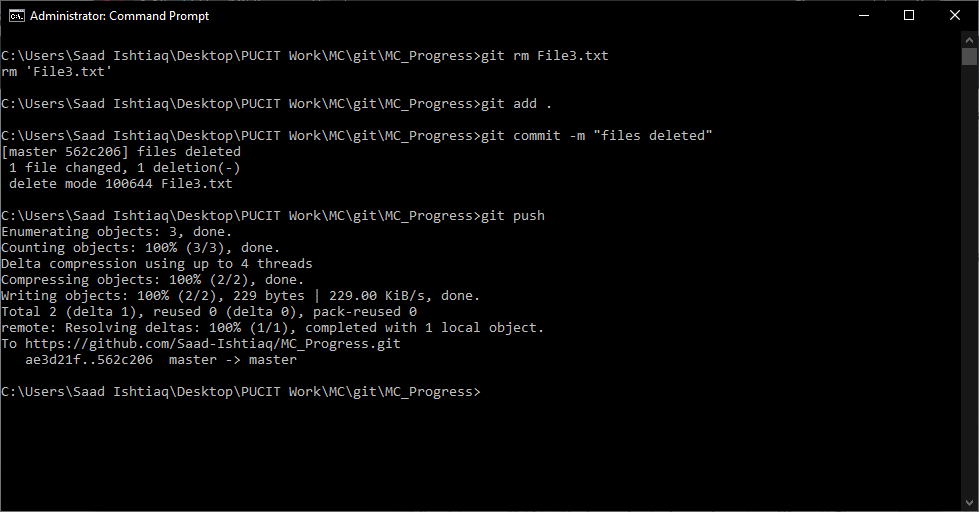 Administrator: Command Prompt
C:\Users\Saad Ishtiaq\Desktop\PUCIT Work\MC\git\MC_Progress>git rm File3.txt
rm 'File3.txt'
C:\Users\Saad Ishtiaq\Desktop\PUCIT Work\MC\git\MC_Progress>git add .
C:\Users\Saad Ishtiaq\Desktop\PUCIT Work\MC\git\MC_Progress>git commit -m "files deleted"
[master 562c206] files deleted
 1 file changed, 1 deletion(-)
 delete mode 100644 File3.txt
C:\Users\Saad Ishtiaq\Desktop\PUCIT Work\MC\git\MC_Progress>git push
Enumerating objects: 3, done.
Counting objects: 100% (3/3), done.
Delta compression using up to 4 threads
Compressing objects: 100% (2/2), done.
Writing objects: 100% (2/2), 229 bytes | 229.00 KiB/s, done.
Total 2 (delta 1), reused 0 (delta 0), pack-reused 0
remote: Resolving deltas: 100% (1/1), completed with 1 local object.
To https://github.com/Saad-Ishtiaq/MC_Progress.git
   ae3d21f..562c206  master -> master
C:\Users\Saad Ishtiaq\Desktop\PUCIT Work\MC\git\MC_Progress>